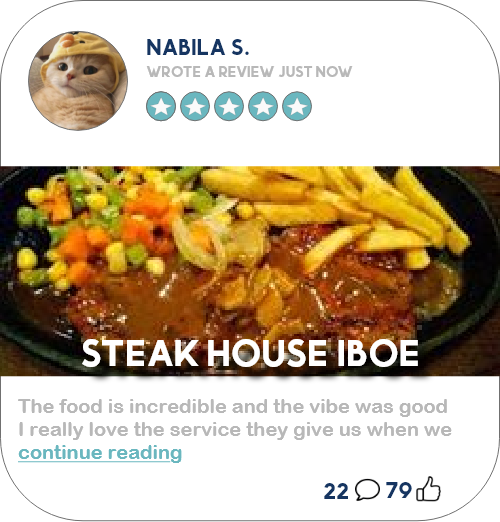 NABILA S.
WROTE A REVIEW JUST NOW
STEAK HOUSE IBOE
The food is incredible and the vibe was good
I really love the service they give us when we
continue reading
22 79